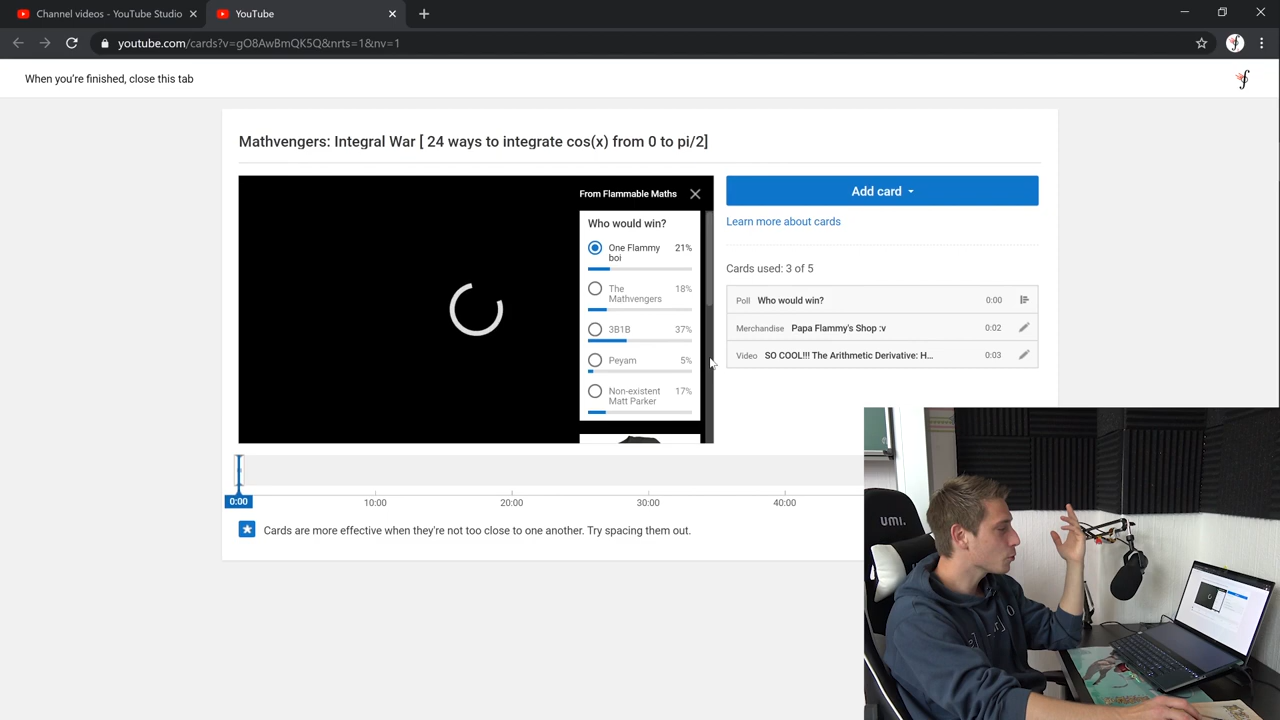 Channel videos - YouTube Studio
YouTube
youtube.com/cards?v=gO8AwBmQK5Q&nrts=1&nv=1
When you're finished, close this tab
Mathvengers: Integral War [ 24 ways to integrate cos(x) from 0 to pi/2]
From Flammable Maths
Who would win?
One Flammy
boi
21%
The
Mathvengers
18%
3B1B
37%
Peyam
5%
Non-existent
Matt Parker
17%
Add card
Learn more about cards
Cards used: 3 of 5
Poll Who would win? 0:00
Merchandise Papa Flammy's Shop :v 0:02
Video SO COOL!!! The Arithmetic Derivative: H... 0:03
0:00
10:00
20:00
30:00
40:00
Cards are more effective when they're not too close to one another. Try spacing them out.
umi.